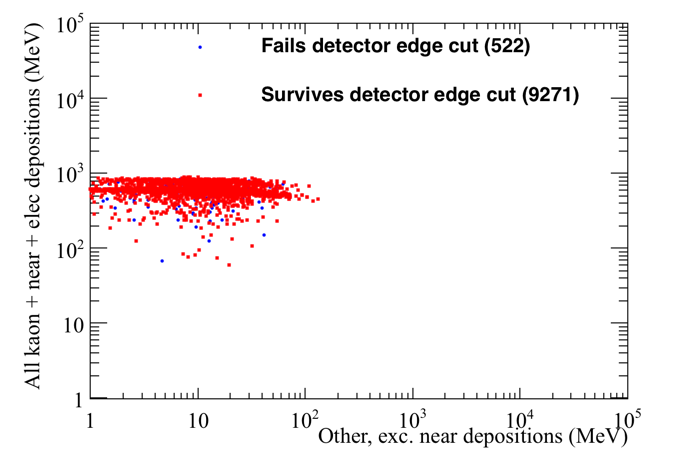 10^5
Fails detector edge cut (522)
10^4
Survives detector edge cut (9271)
10^3
10^2
10
1
All kaon + near + elec depositions (MeV)
1 10 10^2 10^3 10^4 10^5
Other, exc. near depositions (MeV)